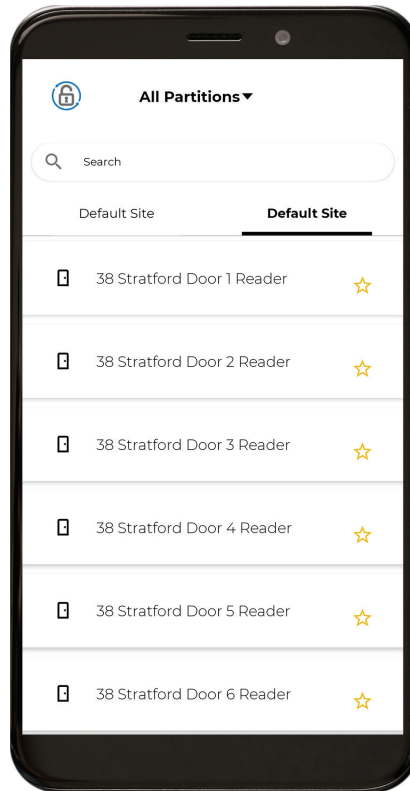 All Partitions
Search
Default Site Default Site
38 Stratford Door 1 Reader
38 Stratford Door 2 Reader
38 Stratford Door 3 Reader
38 Stratford Door 4 Reader
38 Stratford Door 5 Reader
38 Stratford Door 6 Reader